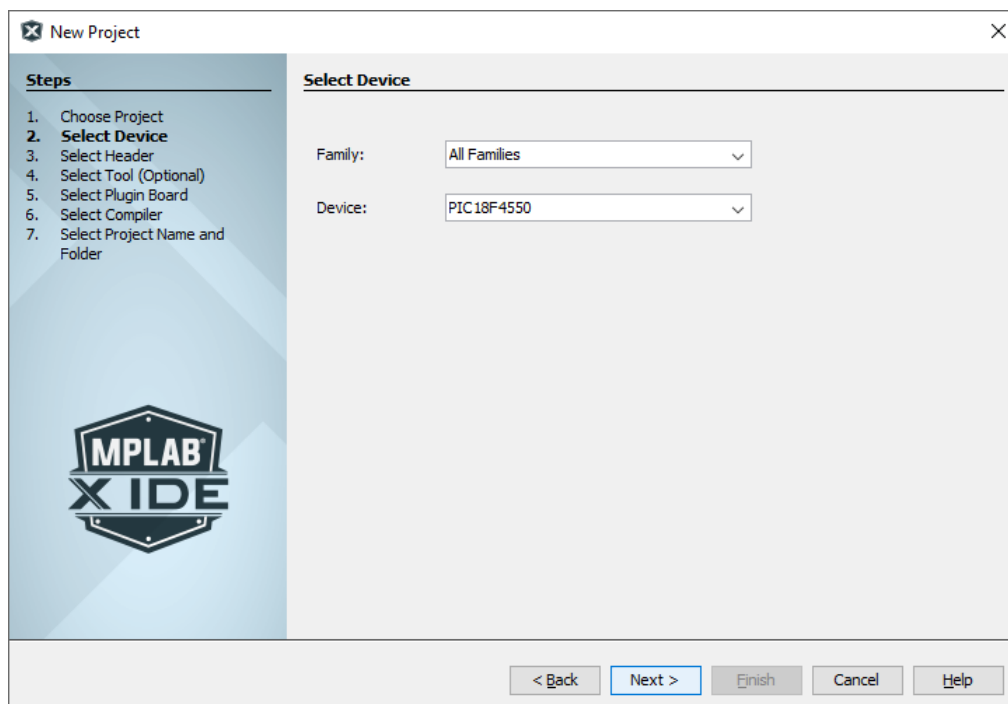 New Project
Steps
1. Choose Project
2. Select Device
3. Select Header
4. Select Tool (Optional)
5. Select Plugin Board
6. Select Compiler
7. Select Project Name and
Folder
MPLAB®
X IDE
Select Device
Family: All Families
Device: PIC18F4550
< Back Next > Finish Cancel Help